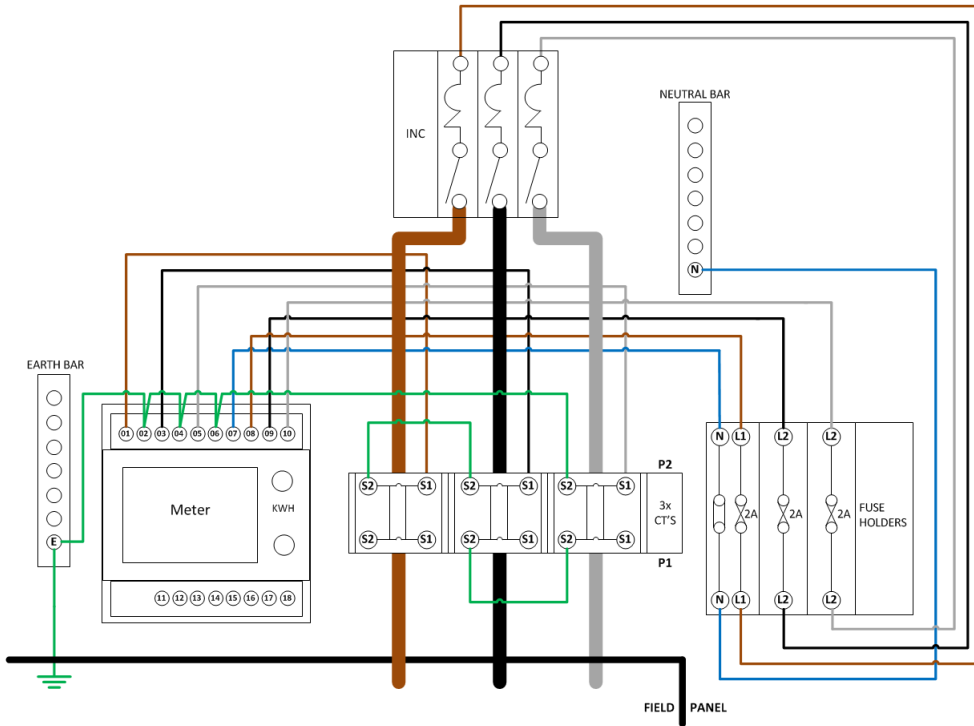 INC
NEUTRAL BAR
N
EARTH BAR
E
01 02 03 04 05 06 07 08 09 10
Meter
KWH
11 12 13 14 15 16 17 18
P2
S2 S1 S2 S1 S2 S1
3x
CT'S
S2 S1 S2 S1 S2 S1
P1
N L1 L2 L2
2A 2A 2A
FUSE
HOLDERS
N L1 L2 L2
FIELD PANEL